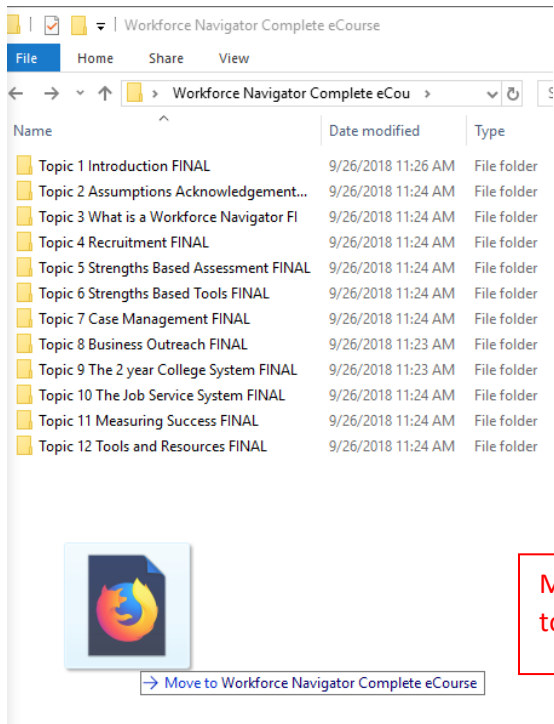 Workforce Navigator Complete eCourse
File Home Share View
Workforce Navigator Complete eCou
Name Date modified Type
Topic 1 Introduction FINAL 9/26/2018 11:26 AM File folder
Topic 2 Assumptions Acknowledgement... 9/26/2018 11:24 AM File folder
Topic 3 What is a Workforce Navigator FI 9/26/2018 11:24 AM File folder
Topic 4 Recruitment FINAL 9/26/2018 11:24 AM File folder
Topic 5 Strengths Based Assessment FINAL 9/26/2018 11:24 AM File folder
Topic 6 Strengths Based Tools FINAL 9/26/2018 11:24 AM File folder
Topic 7 Case Management FINAL 9/26/2018 11:24 AM File folder
Topic 8 Business Outreach FINAL 9/26/2018 11:23 AM File folder
Topic 9 The 2 year College System FINAL 9/26/2018 11:23 AM File folder
Topic 10 The Job Service System FINAL 9/26/2018 11:24 AM File folder
Topic 11 Measuring Success FINAL 9/26/2018 11:24 AM File folder
Topic 12 Tools and Resources FINAL 9/26/2018 11:24 AM File folder
→ Move to Workforce Navigator Complete eCourse